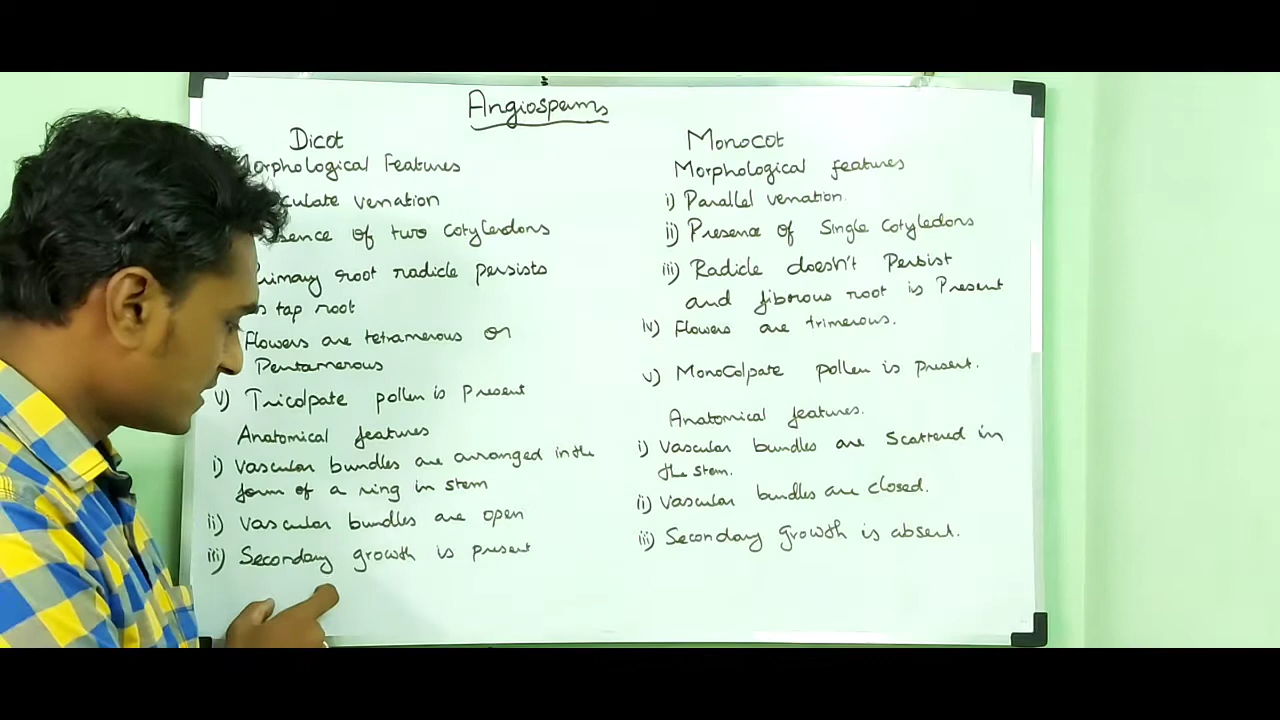 Angiosperms
Dicot
Morphological Features
culate venation
sence of two cotyledons
Primary root radicle persists
as tap root
Flowers are tetramerous or
Pentamerous
v) Tricolpate pollen is Present
Anatomical features
i) Vascular bundles are arranged in the
form of a ring in stem
ii) Vascular bundles are open
iii) Secondary growth is present
Monocot
Morphological features
i) Parallel venation.
ii) Presence of Single Cotyledons
iii) Radicle doesn't Persist
and fibrous root is Present
iv) Flowers are trimerous.
v) MonoColpate pollen is Present.
Anatomical features.
i) Vascular bundles are Scattered in
the stem.
ii) Vascular bundles are closed.
iii) Secondary growth is absent.